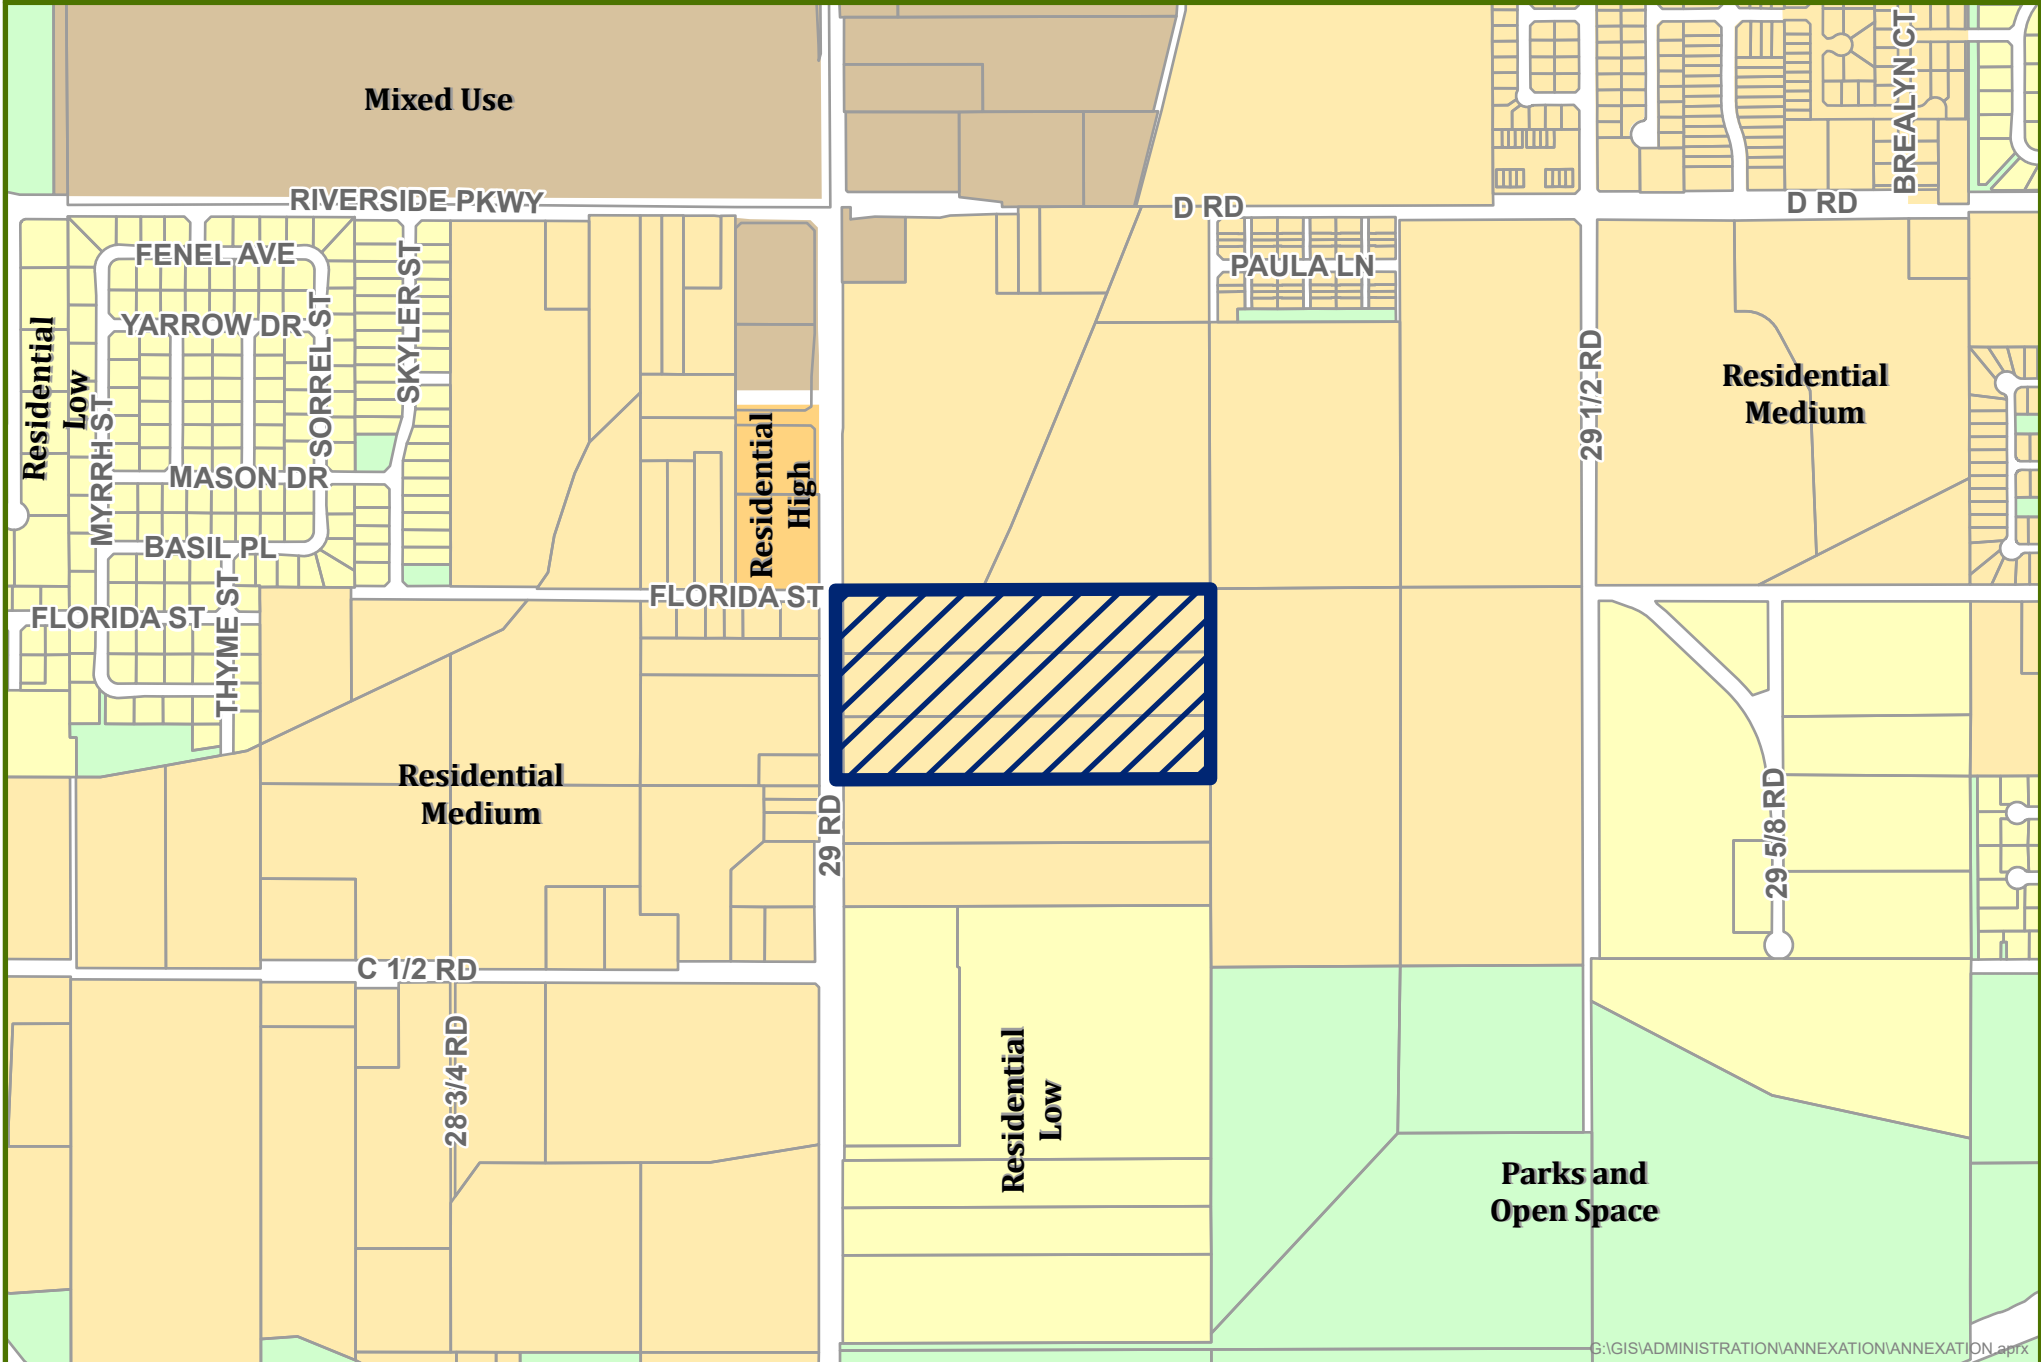 Mixed Use
BREALYN CT
RIVERSIDE PKWY
D RD
D RD
FENEL AVE
PAULA LN
SKYLER ST
YARROW DR
SORREL ST
Residential
Low
MYRRH ST
29 1/2 RD
Residential
Medium
MASON DR
Residential
High
BASIL PL
FLORIDA ST
FLORIDA ST
THYME ST
Residential
Medium
29 RD
29 5/8 RD
C 1/2 RD
28 3/4 RD
Residential
Low
Parks and
Open Space
G:\GIS\ADMINISTRATION\ANNEXATION\ANNEXATION.aprx